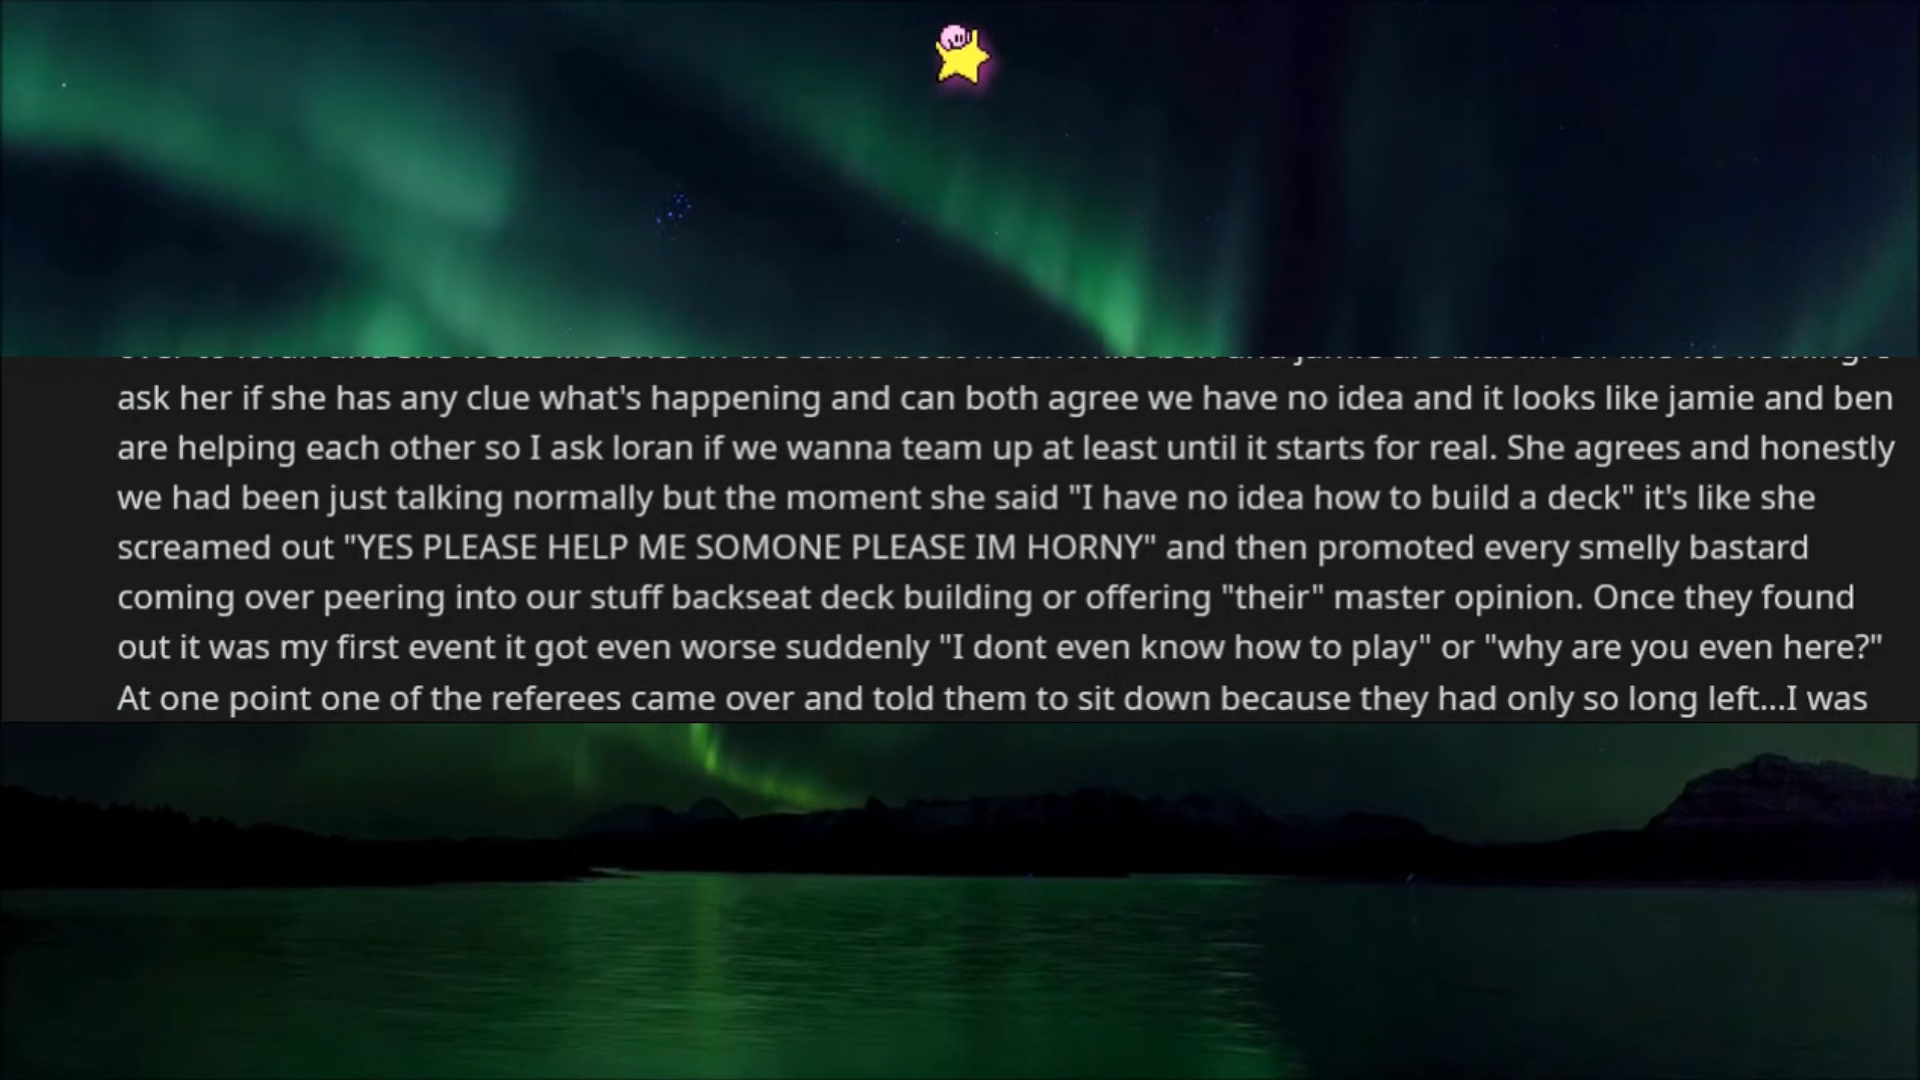 ask her if she has any clue what's happening and can both agree we have no idea and it looks like jamie and ben
are helping each other so I ask loran if we wanna team up at least until it starts for real. She agrees and honestly
we had been just talking normally but the moment she said "I have no idea how to build a deck" it's like she
screamed out "YES PLEASE HELP ME SOMONE PLEASE IM HORNY" and then promoted every smelly bastard
coming over peering into our stuff backseat deck building or offering "their" master opinion. Once they found
out it was my first event it got even worse suddenly "I dont even know how to play" or "why are you even here?"
At one point one of the referees came over and told them to sit down because they had only so long left...I was